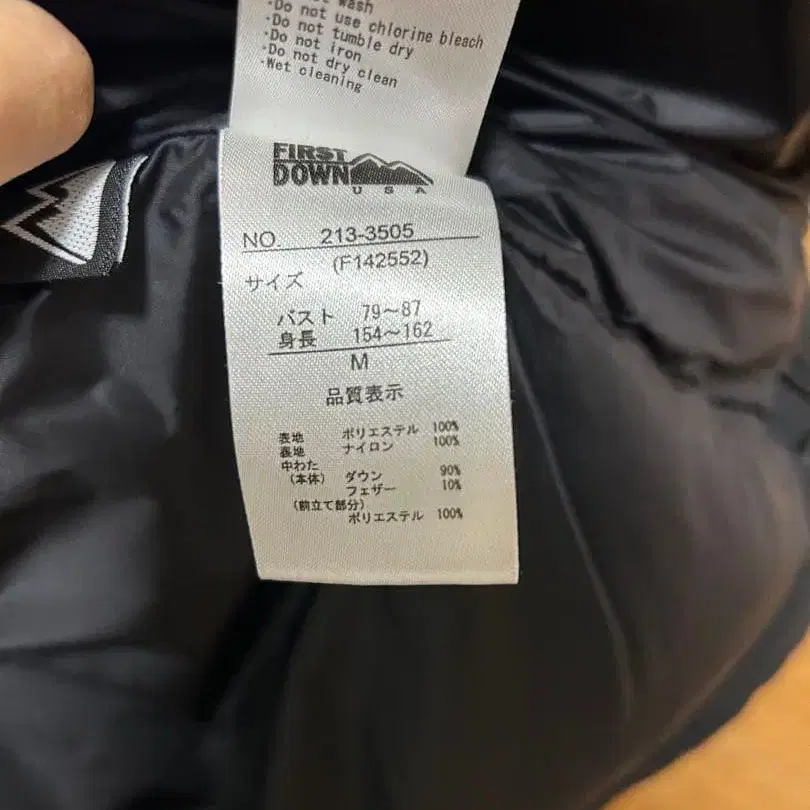 wash
·Do not use chlorine bleach
·Do not tumble dry
·Do not iron
·Do not dry clean
·Wet cleaning
FIRST
DOWN
USA
NO. 213-3505
(F142552)
サイズ
バスト 79～87
身長 154～162
M
品質表示
表地 ポリエステル 100%
裏地 ナイロン 100%
中わた
(本体) ダウン 90%
フェザー 10%
(前立て部分)
ポリエステル 100%